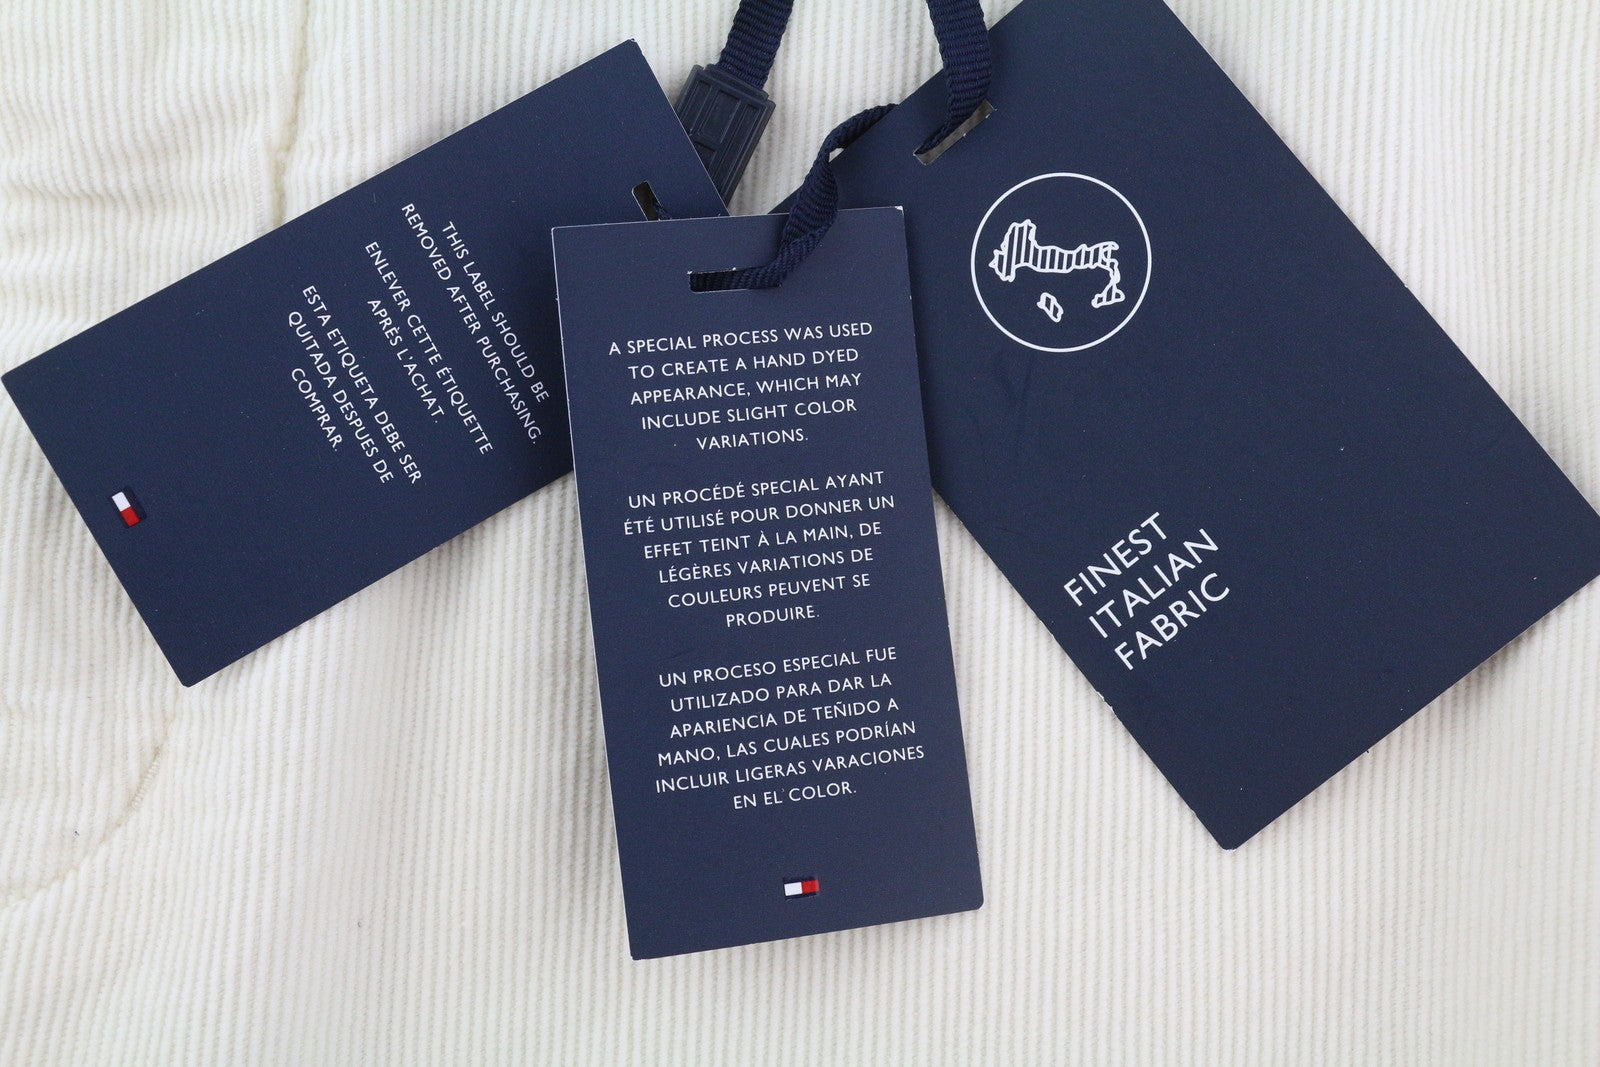 THIS LABEL SHOULD BE
REMOVED AFTER PURCHASING.
ENLEVER CETTE ÉTIQUETTE
APRÈS L'ACHAT.
ESTA ETIQUETA DEBE SER
QUITADA DESPUES DE
COMPRAR.
A SPECIAL PROCESS WAS USED
TO CREATE A HAND DYED
APPEARANCE, WHICH MAY
INCLUDE SLIGHT COLOR
VARIATIONS.
UN PROCÉDÉ SPECIAL AYANT
ÉTÉ UTILISÉ POUR DONNER UN
EFFET TEINT À LA MAIN, DE
LÉGÈRES VARIATIONS DE
COULEURS PEUVENT SE
PRODUIRE.
UN PROCESO ESPECIAL FUE
UTILIZADO PARA DAR LA
APARIENCIA DE TEÑIDO A
MANO, LAS CUALES PODRÍAN
INCLUIR LIGERAS VARACIONES
EN EL COLOR.
FINEST
ITALIAN
FABRIC